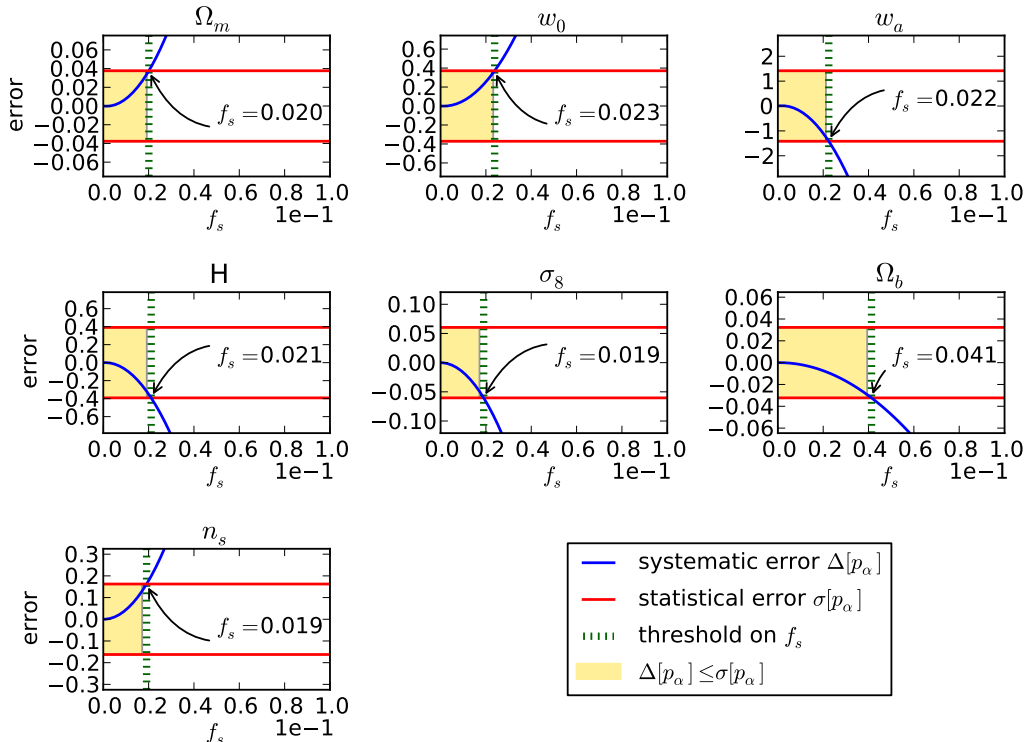 Ω_m
error
0.06
0.04
0.02
0.00
−0.02
−0.04
−0.06
f_s = 0.020
0.0 0.2 0.4 0.6 0.8 1.0
f_s 1e−1
w_0
0.6
0.4
0.2
0.0
−0.2
−0.4
−0.6
f_s = 0.023
0.0 0.2 0.4 0.6 0.8 1.0
f_s 1e−1
w_a
2
1
0
−1
−2
f_s = 0.022
0.0 0.2 0.4 0.6 0.8 1.0
f_s 1e−1
H
error
0.6
0.4
0.2
0.0
−0.2
−0.4
−0.6
f_s = 0.021
0.0 0.2 0.4 0.6 0.8 1.0
f_s 1e−1
σ_8
0.10
0.05
0.00
−0.05
−0.10
f_s = 0.019
0.0 0.2 0.4 0.6 0.8 1.0
f_s 1e−1
Ω_b
0.06
0.04
0.02
0.00
−0.02
−0.04
−0.06
f_s = 0.041
0.0 0.2 0.4 0.6 0.8 1.0
f_s 1e−1
n_s
error
0.3
0.2
0.1
0.0
−0.1
−0.2
−0.3
f_s = 0.019
0.0 0.2 0.4 0.6 0.8 1.0
f_s 1e−1
systematic error Δ[p_α]
statistical error σ[p_α]
threshold on f_s
Δ[p_α] ≤ σ[p_α]